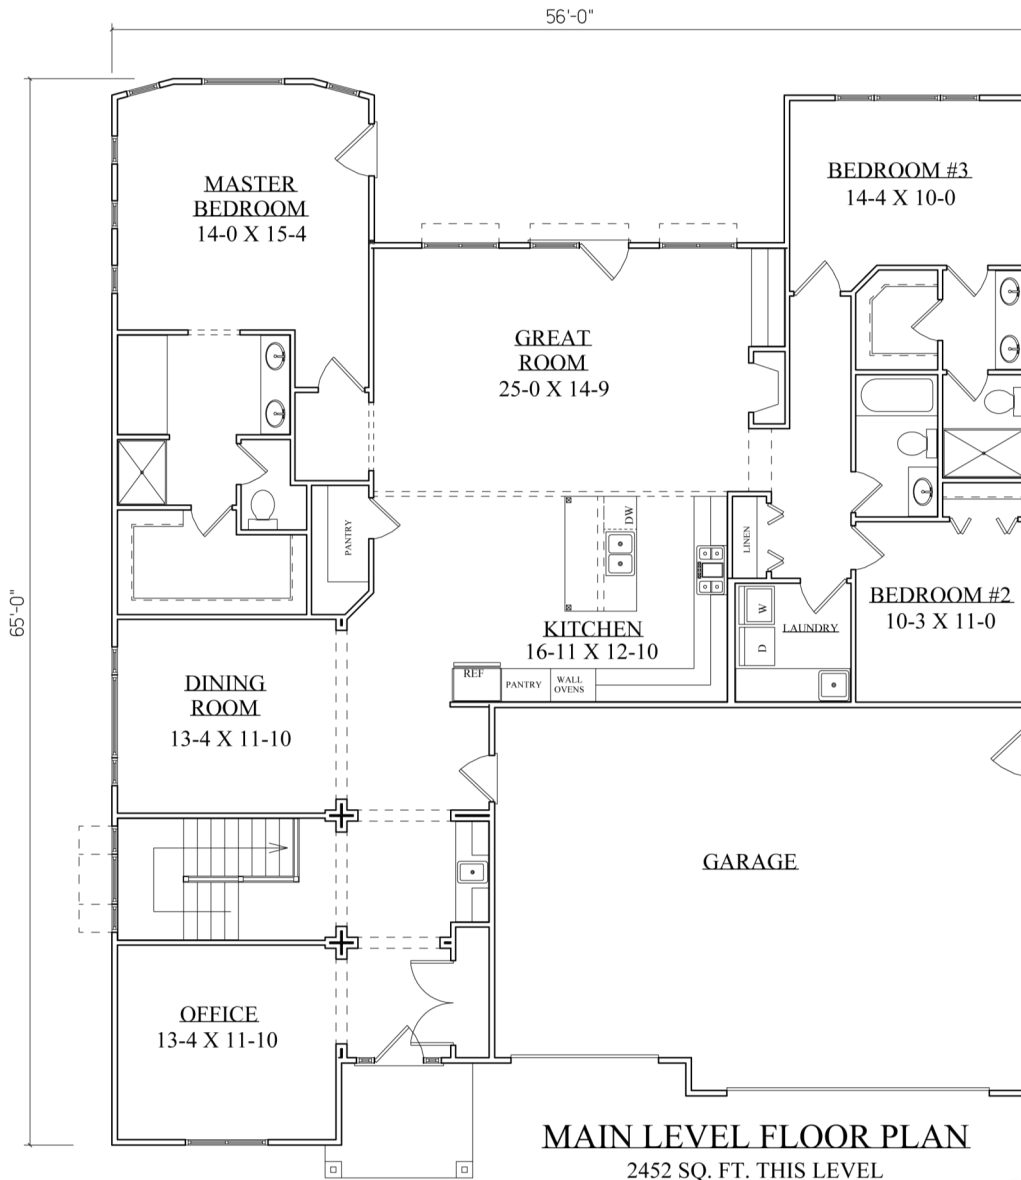 56'-0"
65'-0"
MASTER
BEDROOM
14-0 X 15-4
BEDROOM #3
14-4 X 10-0
GREAT
ROOM
25-0 X 14-9
PANTRY
DW
LINEN
KITCHEN
16-11 X 12-10
REF
PANTRY
WALL
OVENS
W
D
LAUNDRY
BEDROOM #2
10-3 X 11-0
DINING
ROOM
13-4 X 11-10
GARAGE
OFFICE
13-4 X 11-10
MAIN LEVEL FLOOR PLAN
2452 SQ. FT. THIS LEVEL